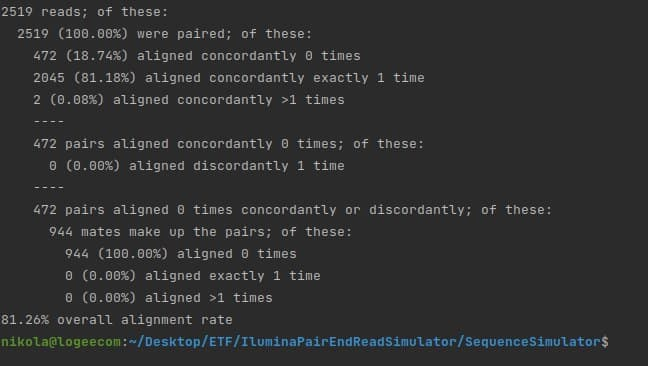 2519 reads; of these:
  2519 (100.00%) were paired; of these:
    472 (18.74%) aligned concordantly 0 times
    2045 (81.18%) aligned concordantly exactly 1 time
    2 (0.08%) aligned concordantly >1 times
    ----
    472 pairs aligned concordantly 0 times; of these:
      0 (0.00%) aligned discordantly 1 time
    ----
    472 pairs aligned 0 times concordantly or discordantly; of these:
      944 mates make up the pairs; of these:
        944 (100.00%) aligned 0 times
        0 (0.00%) aligned exactly 1 time
        0 (0.00%) aligned >1 times
81.26% overall alignment rate
nikola@logeecom:~/Desktop/ETF/IluminaPairEndReadSimulator/SequenceSimulator$